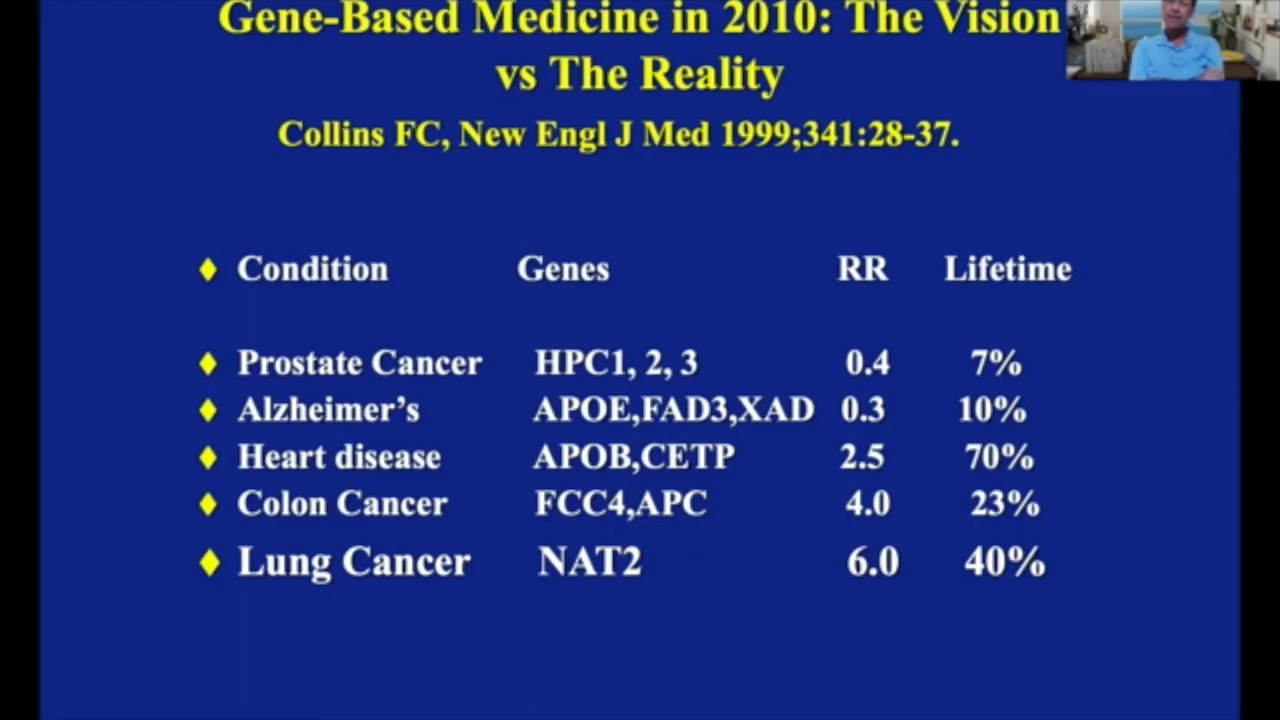 Gene-Based Medicine in 2010: The Vision
vs The Reality
Collins FC, New Engl J Med 1999;341:28-37.
♦ Condition Genes RR Lifetime
♦ Prostate Cancer HPC1, 2, 3 0.4 7%
♦ Alzheimer’s APOE,FAD3,XAD 0.3 10%
♦ Heart disease APOB,CETP 2.5 70%
♦ Colon Cancer FCC4,APC 4.0 23%
♦ Lung Cancer NAT2 6.0 40%